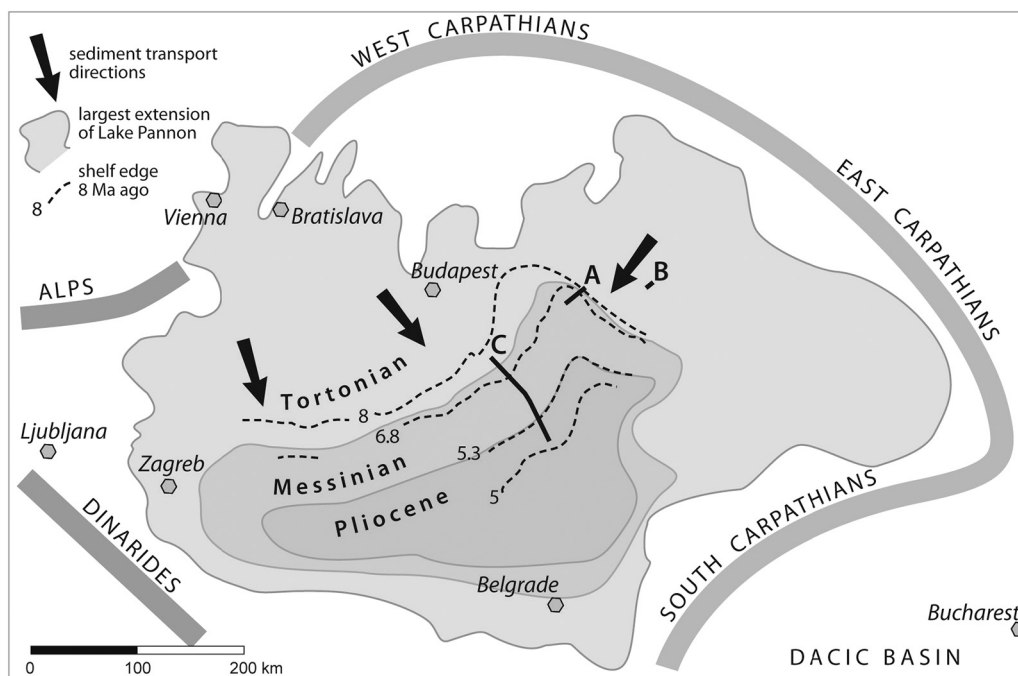 sediment transport
directions
largest extension
of Lake Pannon
shelf edge
8 Ma ago
8
WEST CARPATHIANS
EAST CARPATHIANS
Vienna
Bratislava
ALPS
Budapest
A
B
C
Tortonian
8
6.8
Ljubljana
Zagreb
Messinian
5.3
Pliocene
5
DINARIDES
SOUTH CARPATHIANS
Belgrade
Bucharest
DACIC BASIN
0 100 200 km